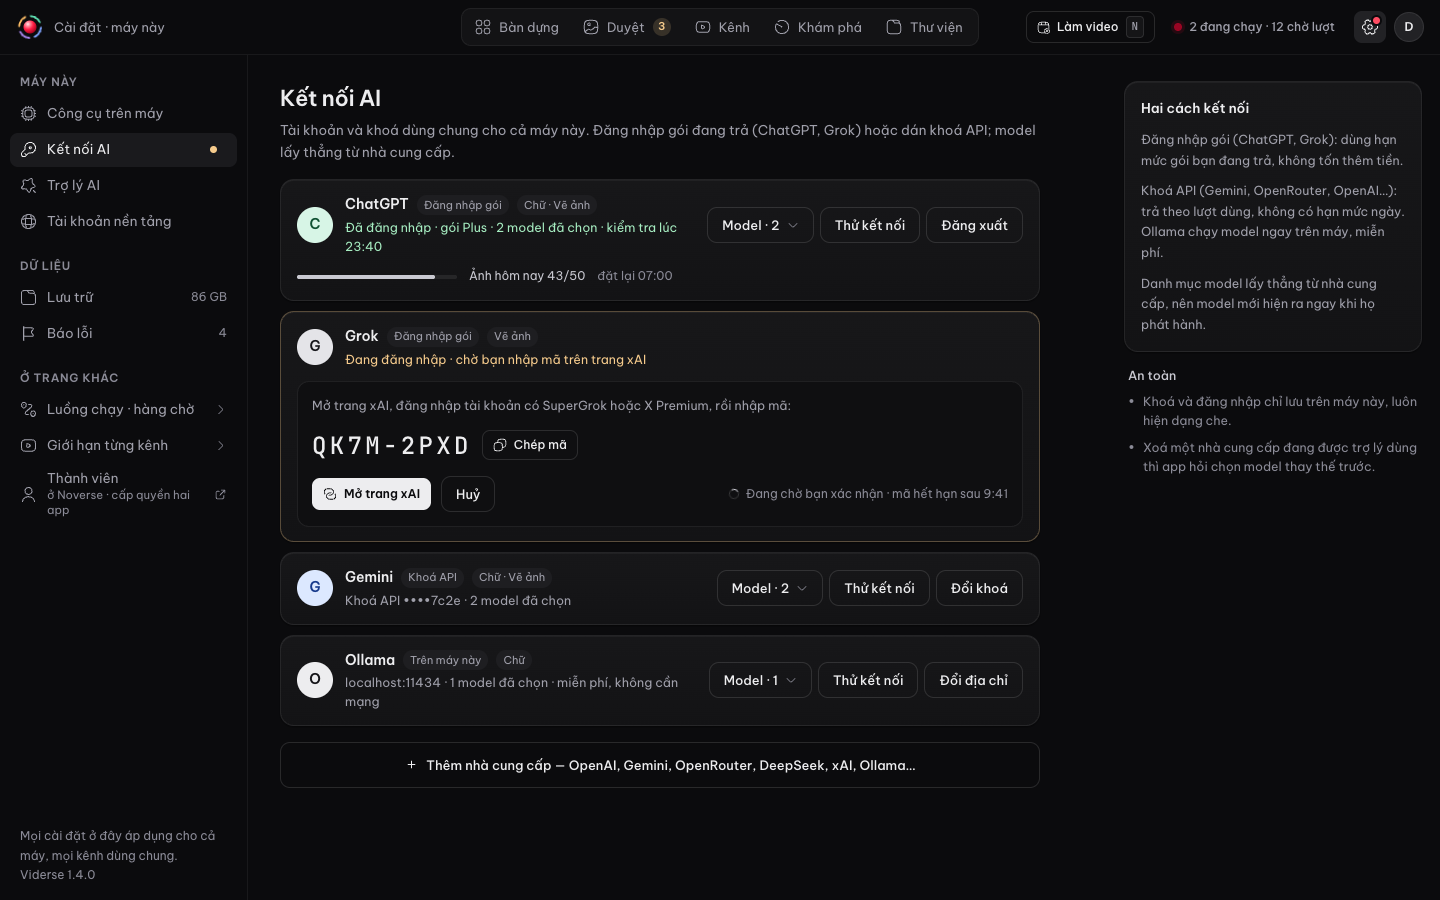 Cài đặt · máy này
Bàn dựng
Duyệt 3
Kênh
Khám phá
Thư viện
Làm video N
2 đang chạy · 12 chờ lượt
D
MÁY NÀY
Công cụ trên máy
Kết nối AI
Trợ lý AI
Tài khoản nền tảng
DỮ LIỆU
Lưu trữ 86 GB
Báo lỗi 4
Ở TRANG KHÁC
Luồng chạy · hàng chờ
Giới hạn từng kênh
Thành viên
ở Noverse · cấp quyền hai
app
Mọi cài đặt ở đây áp dụng cho cả
máy, mọi kênh dùng chung.
Viderse 1.4.0
Kết nối AI
Tài khoản và khoá dùng chung cho cả máy này. Đăng nhập gói đang trả (ChatGPT, Grok) hoặc dán khoá API; model
lấy thẳng từ nhà cung cấp.
C
ChatGPT Đăng nhập gói Chữ · Vẽ ảnh
Đã đăng nhập · gói Plus · 2 model đã chọn · kiểm tra lúc
23:40
Model · 2 Thử kết nối Đăng xuất
Ảnh hôm nay 43/50 đặt lại 07:00
G
Grok Đăng nhập gói Vẽ ảnh
Đang đăng nhập · chờ bạn nhập mã trên trang xAI
Mở trang xAI, đăng nhập tài khoản có SuperGrok hoặc X Premium, rồi nhập mã:
QK7M-2PXD Chép mã
Mở trang xAI Huỷ Đang chờ bạn xác nhận · mã hết hạn sau 9:41
G
Gemini Khoá API Chữ · Vẽ ảnh
Khoá API ••••7c2e · 2 model đã chọn
Model · 2 Thử kết nối Đổi khoá
O
Ollama Trên máy này Chữ
localhost:11434 · 1 model đã chọn · miễn phí, không cần
mạng
Model · 1 Thử kết nối Đổi địa chỉ
+ Thêm nhà cung cấp — OpenAI, Gemini, OpenRouter, DeepSeek, xAI, Ollama…
Hai cách kết nối
Đăng nhập gói (ChatGPT, Grok): dùng hạn
mức gói bạn đang trả, không tốn thêm tiền.
Khoá API (Gemini, OpenRouter, OpenAI…):
trả theo lượt dùng, không có hạn mức ngày.
Ollama chạy model ngay trên máy, miễn
phí.
Danh mục model lấy thẳng từ nhà cung
cấp, nên model mới hiện ra ngay khi họ
phát hành.
An toàn
• Khoá và đăng nhập chỉ lưu trên máy này, luôn
hiện dạng che.
• Xoá một nhà cung cấp đang được trợ lý dùng
thì app hỏi chọn model thay thế trước.